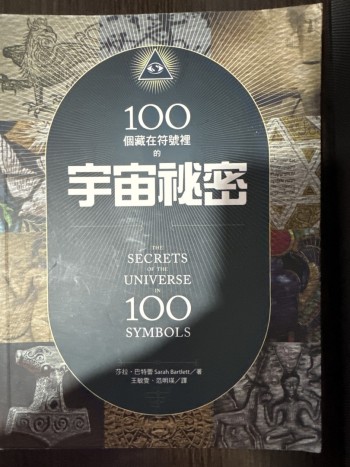 100
個藏在符號裡
的
宇宙祕密
THE
SECRETS
OF THE
UNIVERSE
IN
100
SYMBOLS
莎拉・巴特蕾 Sarah Bartlett／著
王敏雯、范明瑛／譯